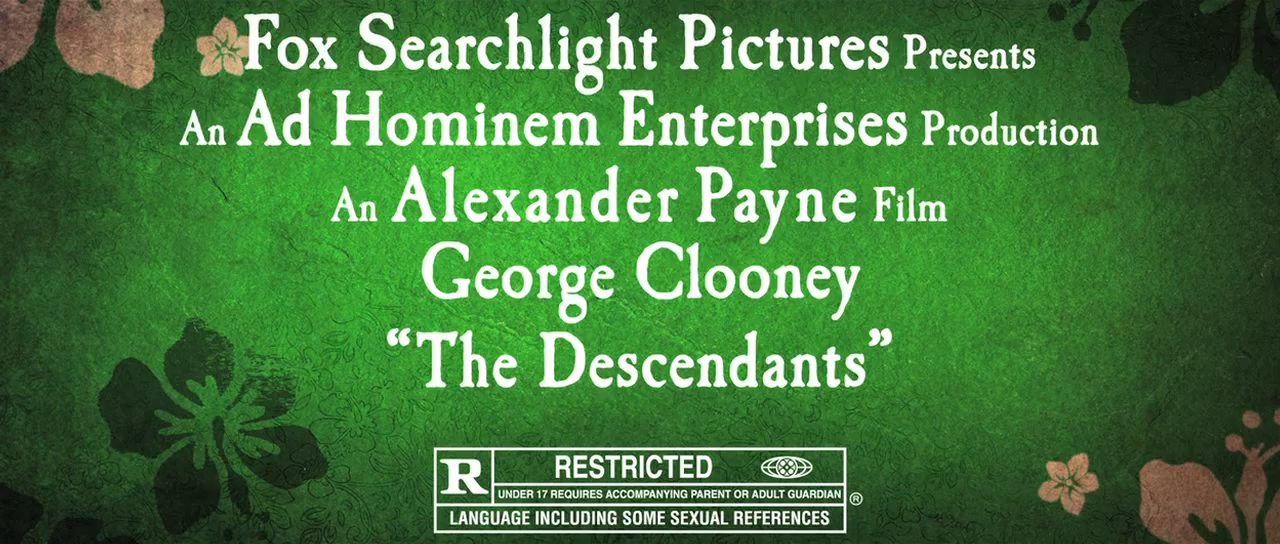 Fox Searchlight Pictures Presents
An Ad Hominem Enterprises Production
An Alexander Payne Film
George Clooney
“The Descendants”
R RESTRICTED
UNDER 17 REQUIRES ACCOMPANYING PARENT OR ADULT GUARDIAN ®
LANGUAGE INCLUDING SOME SEXUAL REFERENCES